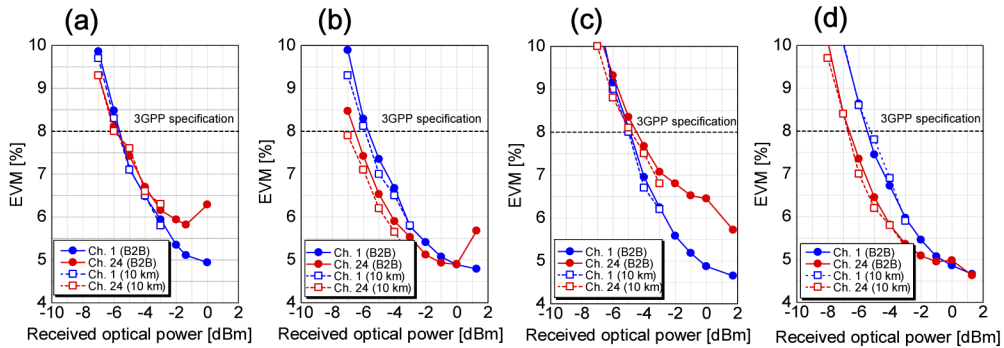 (a)
10
9
8
7
6
5
4
EVM [%]
3GPP specification
Ch. 1 (B2B)
Ch. 24 (B2B)
Ch. 1 (10 km)
Ch. 24 (10 km)
-10 -8 -6 -4 -2 0 2
Received optical power [dBm]
(b)
10
9
8
7
6
5
4
EVM [%]
3GPP specification
Ch. 1 (B2B)
Ch. 24 (B2B)
Ch. 1 (10 km)
Ch. 24 (10 km)
-10 -8 -6 -4 -2 0 2
Received optical power [dBm]
(c)
10
9
8
7
6
5
4
EVM [%]
3GPP specification
Ch. 1 (B2B)
Ch. 24 (B2B)
Ch. 1 (10 km)
Ch. 24 (10 km)
-10 -8 -6 -4 -2 0 2
Received optical power [dBm]
(d)
10
9
8
7
6
5
4
EVM [%]
3GPP specification
Ch. 1 (B2B)
Ch. 24 (B2B)
Ch. 1 (10 km)
Ch. 24 (10 km)
-10 -8 -6 -4 -2 0 2
Received optical power [dBm]